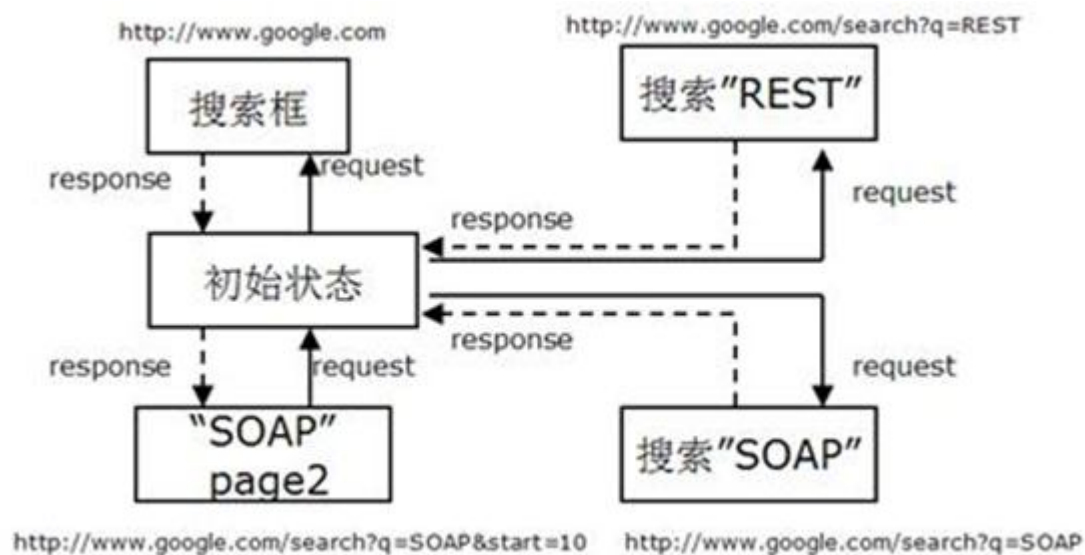 http://www.google.com
http://www.google.com/search?q=REST
搜索框
搜索"REST"
response
request
request
response
初始状态
response
response
request
request
"SOAP"
page2
搜索"SOAP"
http://www.google.com/search?q=SOAP&start=10
http://www.google.com/search?q=SOAP